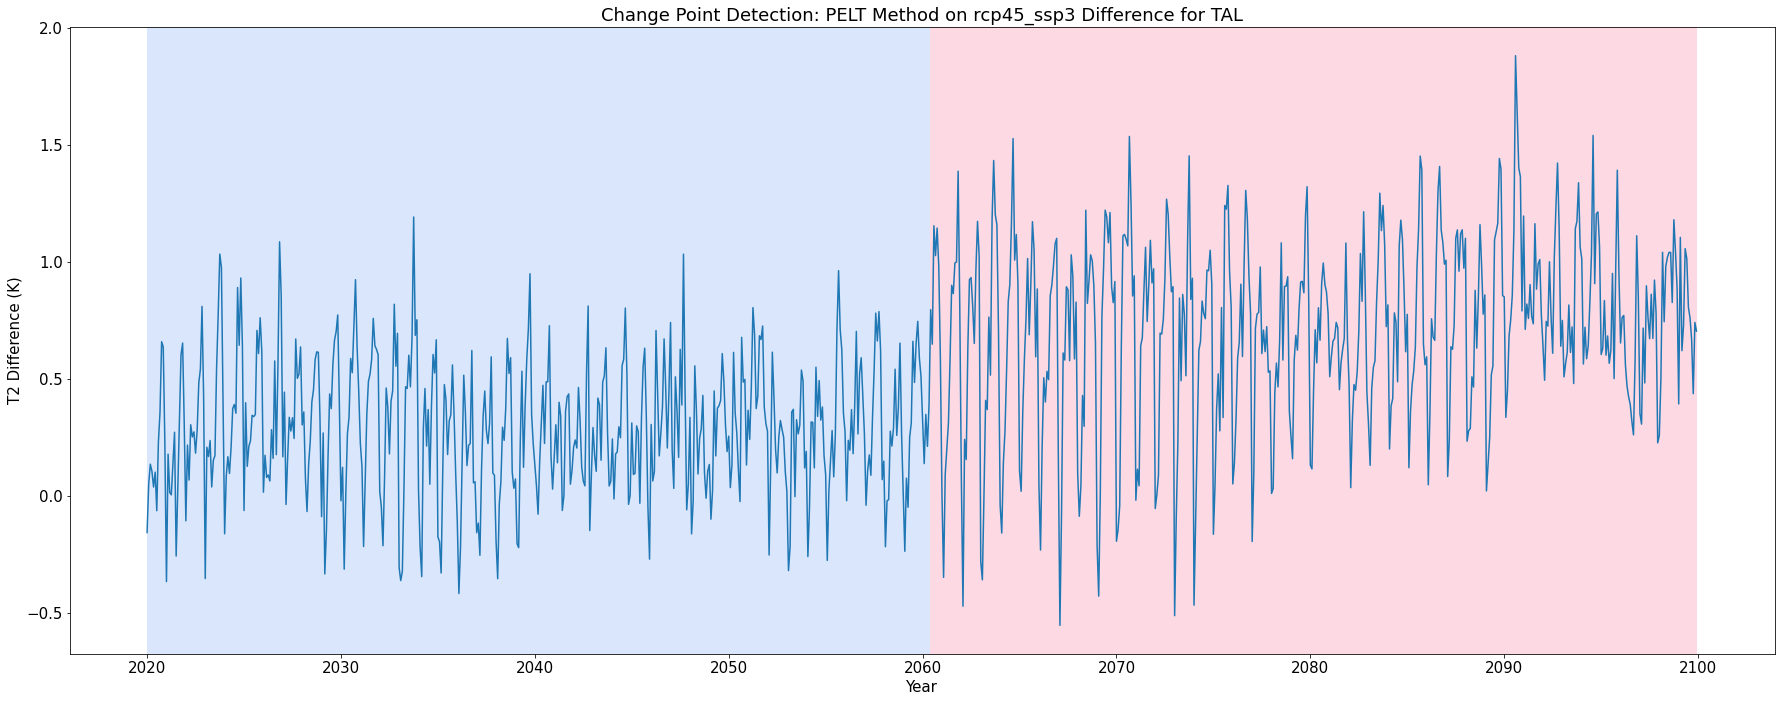 Change Point Detection: PELT Method on rcp45_ssp3 Difference for TAL
T2 Difference (K)
2.0
1.5
1.0
0.5
0.0
−0.5
2020 2030 2040 2050 2060 2070 2080 2090 2100
Year